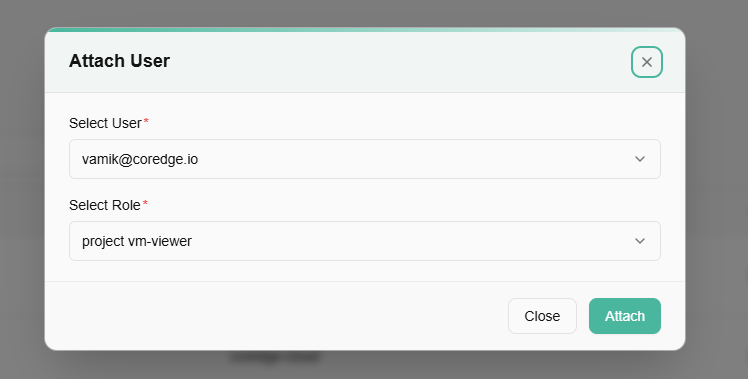 Attach User
Select User*
vamik@coredge.io
Select Role*
project vm-viewer
Close
Attach